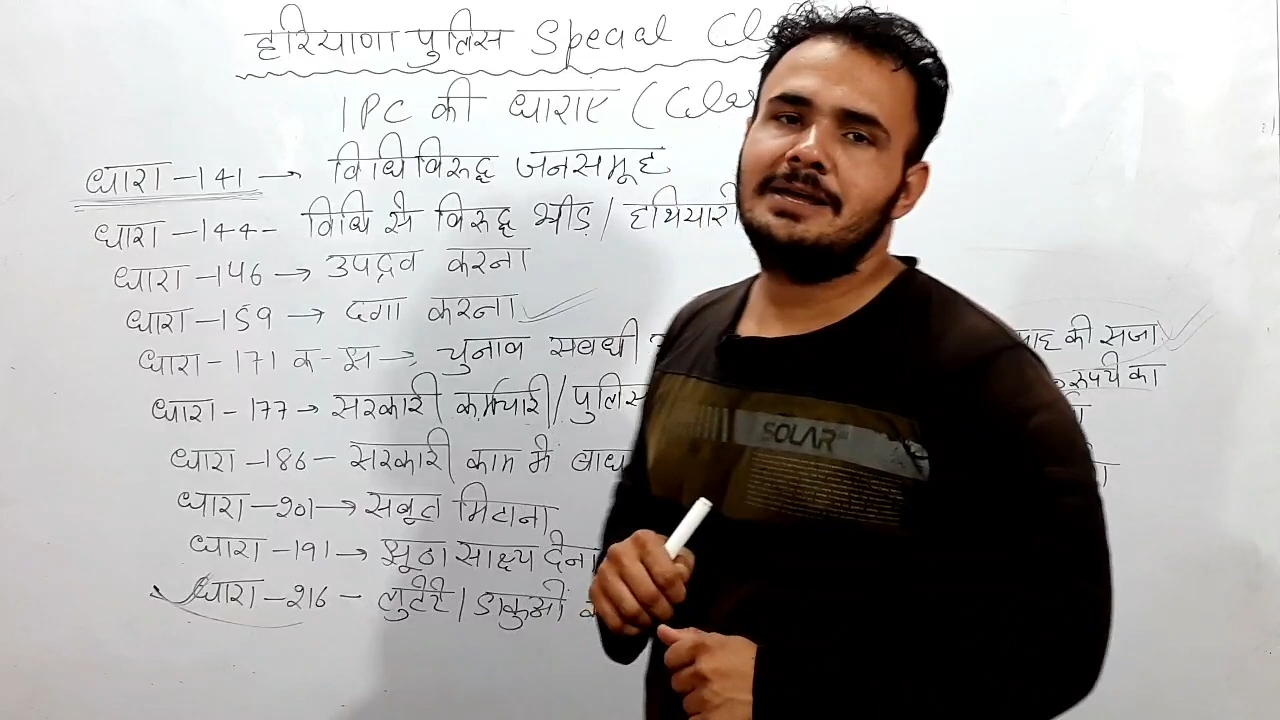 हरियाणा पुलिस Special
IPC की धाराए
धारा -141 → विधिविरुद्ध जनसमूह
धारा -144- विधि से विरुद्ध भीड़ / हथियारो
धारा -146 → उपद्रव करना
धारा -159 → दगा करना
धारा - 171 क - झ → चुनाव सबधी माह की सजा
धारा - 177 → सरकारी कर्मचारी / पुलिस रूपये का
धारा -186 - सरकारी काम में
धारा -201 → सबूत मिटाना
धारा -191 → झूठा साक्ष्य देना
धारा -216 - लुटेरे / डाकुओं
SOLAR